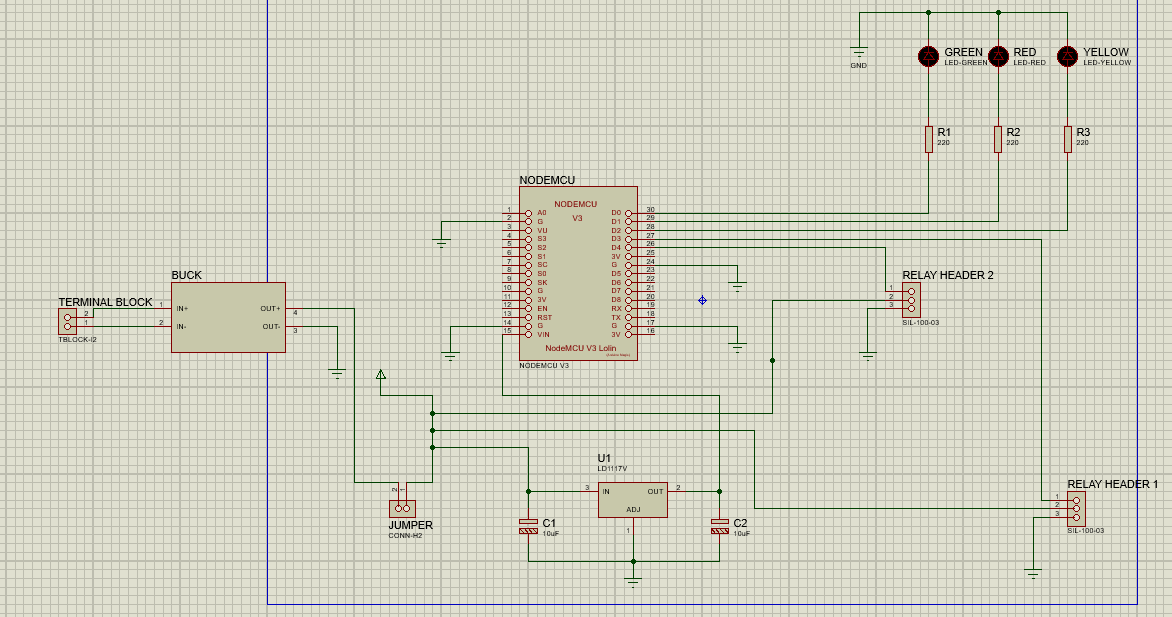 GND
GREEN
LED-GREEN
RED
LED-RED
YELLOW
LED-YELLOW
R1
220
R2
220
R3
220
NODEMCU
NODEMCU
V3
1 A0 D0 30
2 G D1 29
3 VU D2 28
4 S3 D3 27
5 S2 D4 26
6 S1 3V 25
7 SC G 24
8 S0 D5 23
9 SK D6 22
10 G D7 21
11 3V D8 20
12 EN RX 19
13 RST TX 18
14 G G 17
15 VIN 3V 16
NodeMCU V3 Lolin
NODEMCU V3
BUCK
1 IN+ OUT+ 4
2 IN- OUT- 3
TERMINAL BLOCK
2
1
TBLOCK-I2
RELAY HEADER 2
1
2
3
SIL-100-03
U1
LD1117V
3 IN OUT 2
ADJ
1
C1
10uF
C2
10uF
2 1
JUMPER
CONN-H2
RELAY HEADER 1
1
2
3
SIL-100-03